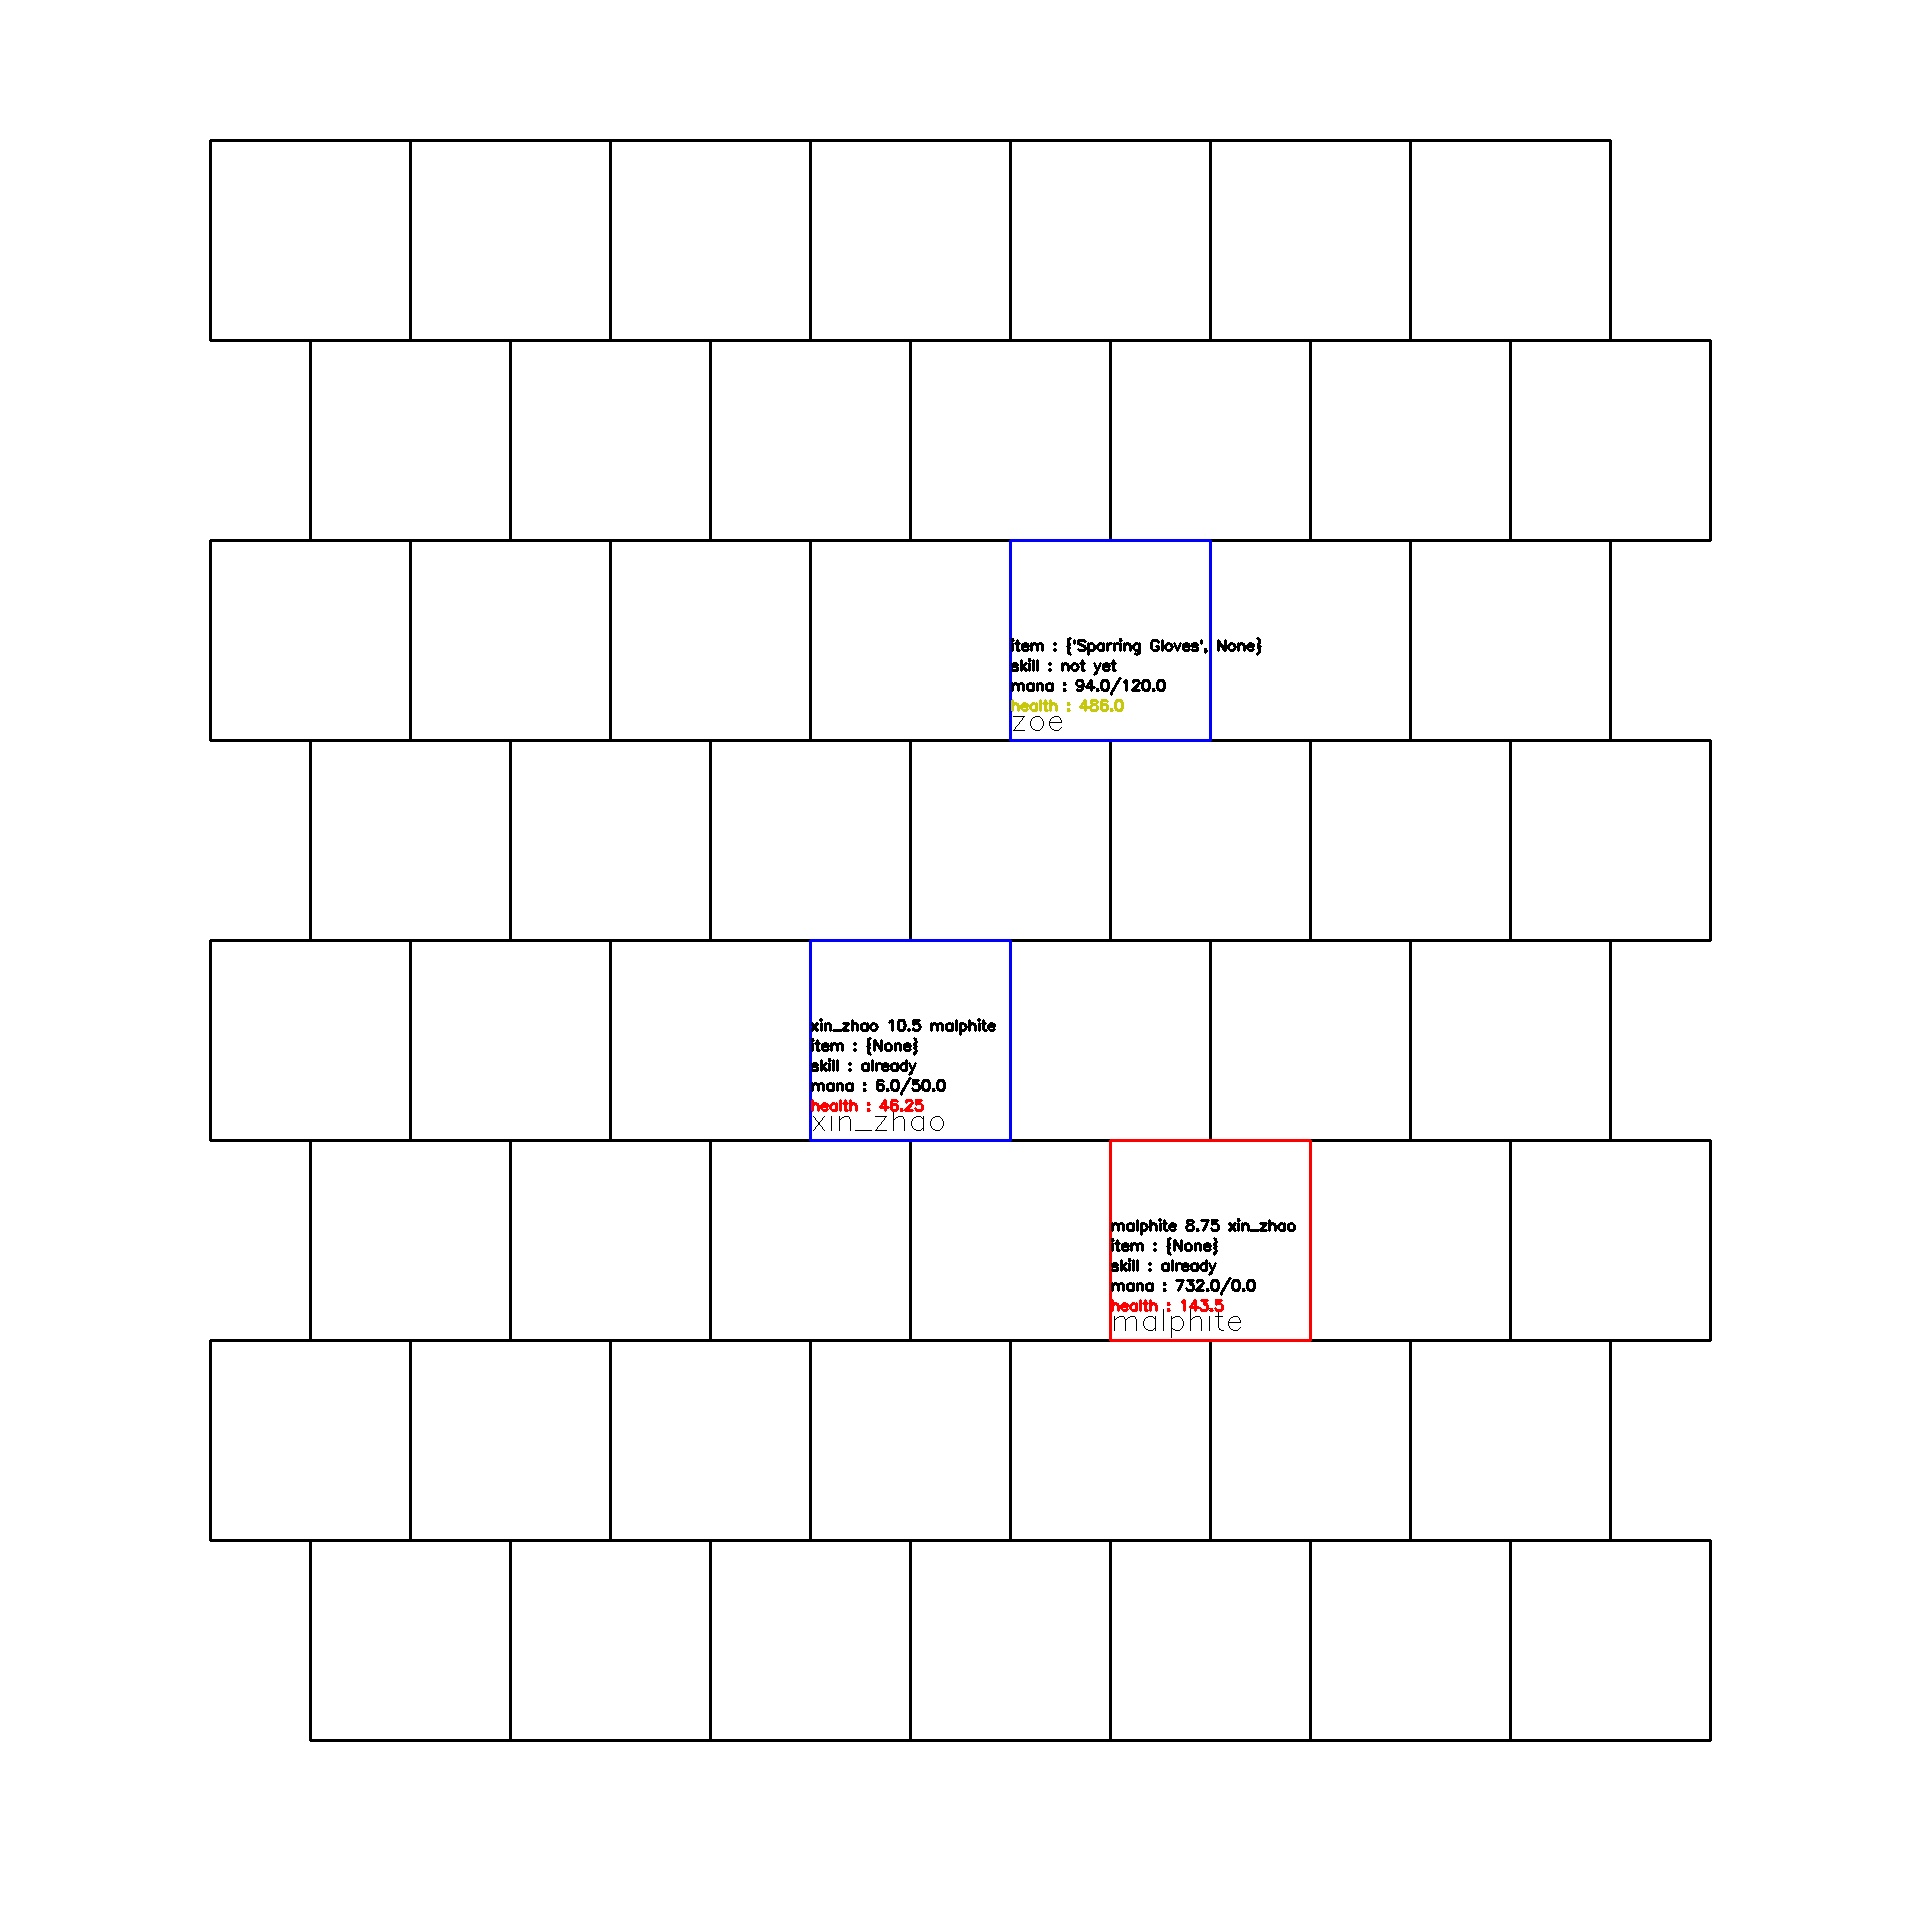 item : {'Sparring Gloves', None}
skill : not yet
mana : 94.0/120.0
health : 486.0
zoe
xin_zhao 10.5 malphite
item : {None}
skill : already
mana : 6.0/50.0
health : 46.25
xin_zhao
malphite 8.75 xin_zhao
item : {None}
skill : already
mana : 732.0/0.0
health : 143.5
malphite